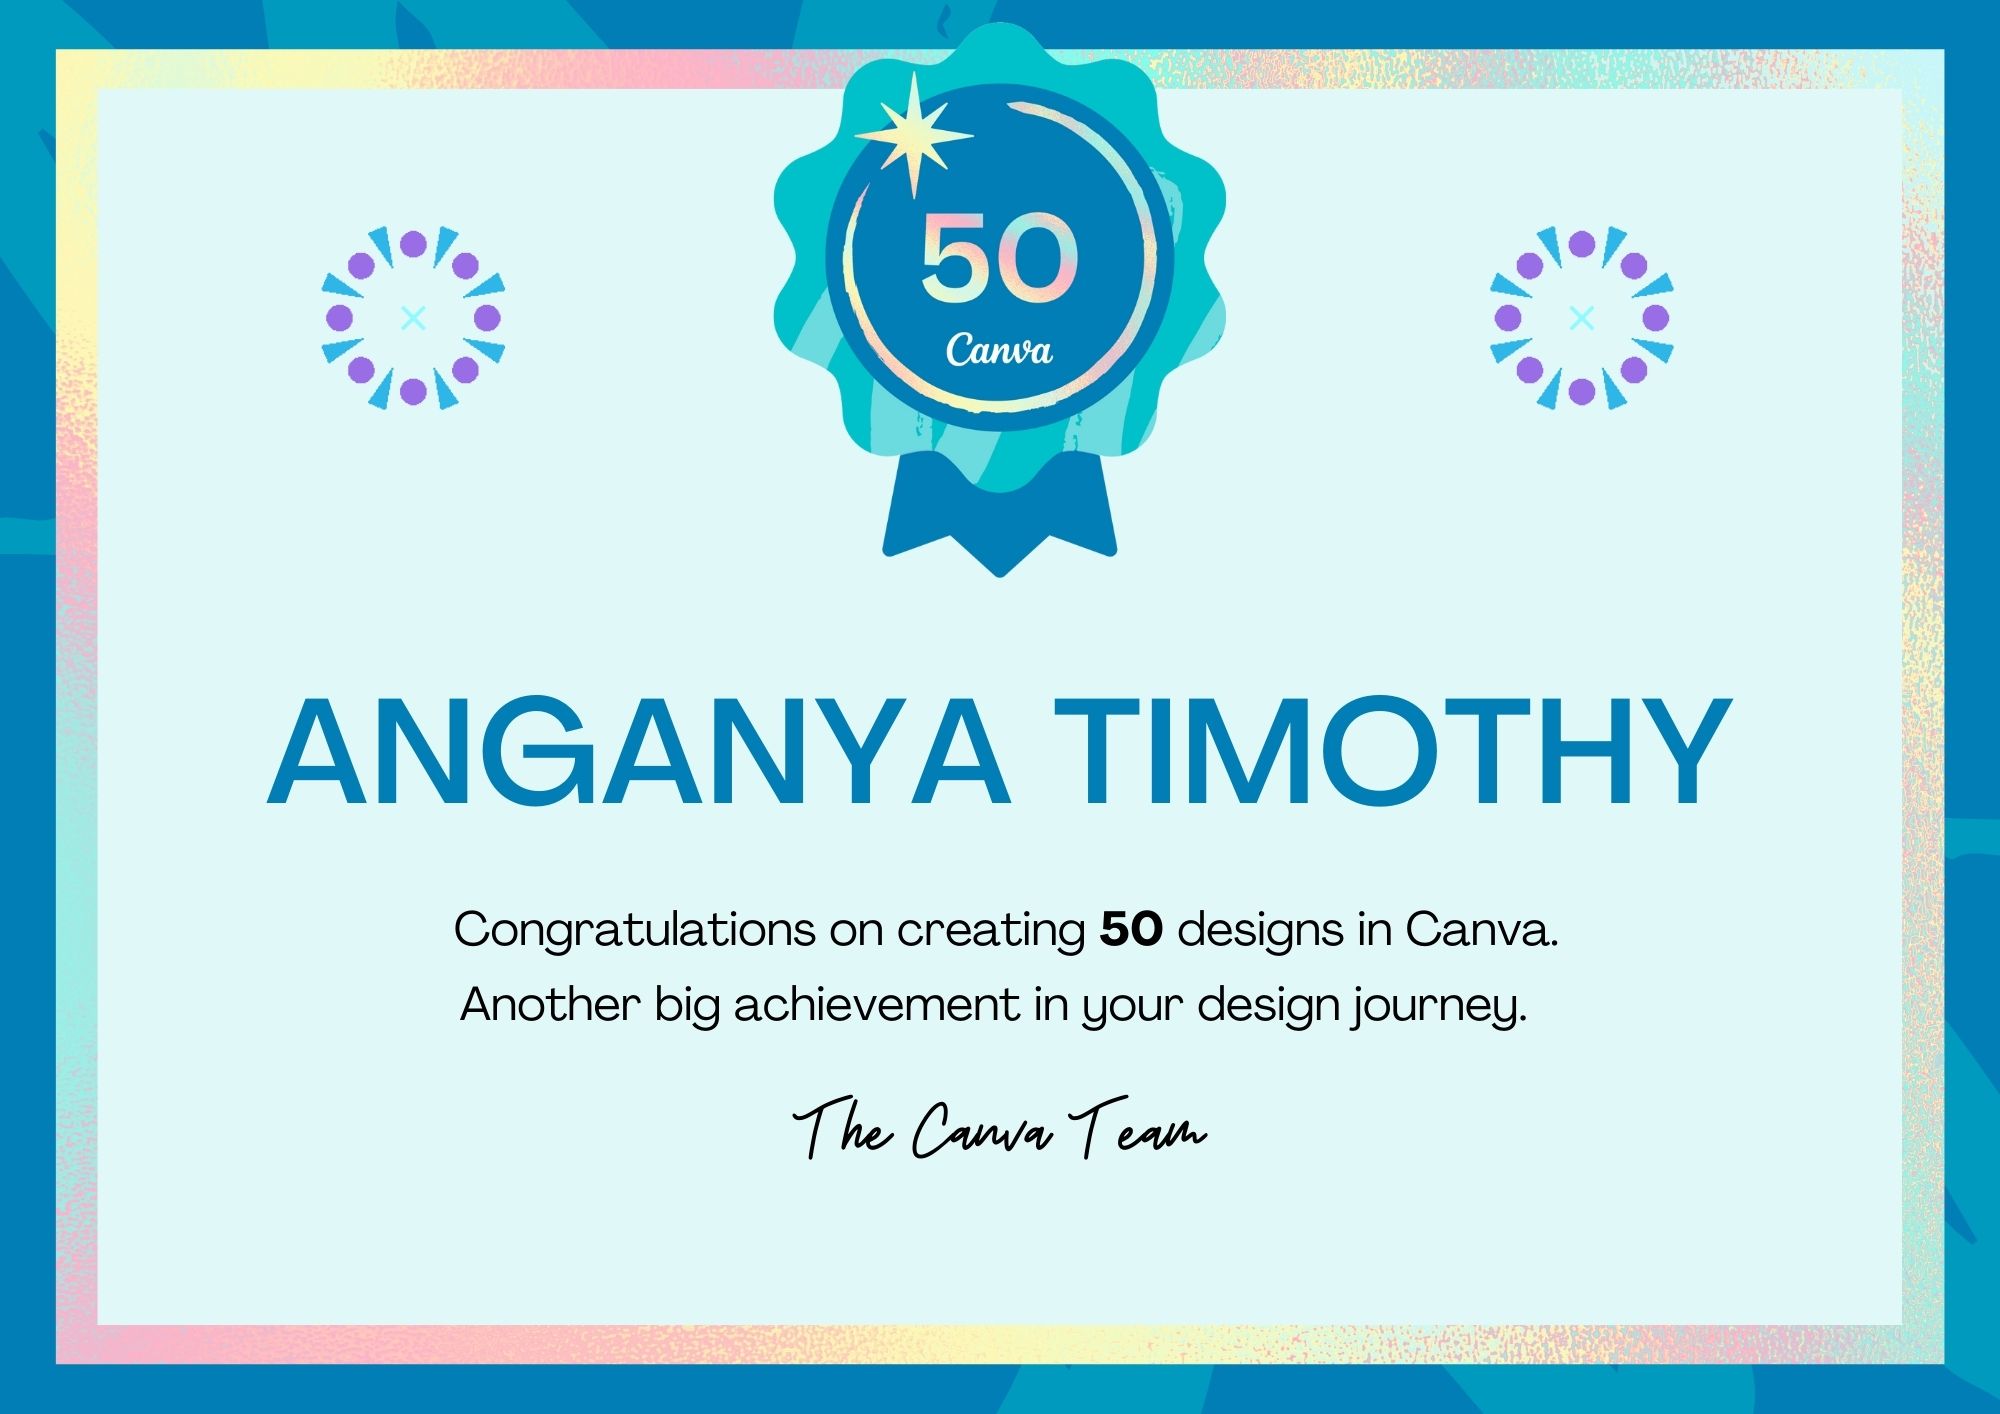 50
Canva
ANGANYA TIMOTHY
Congratulations on creating 50 designs in Canva.
Another big achievement in your design journey.
The Canva Team